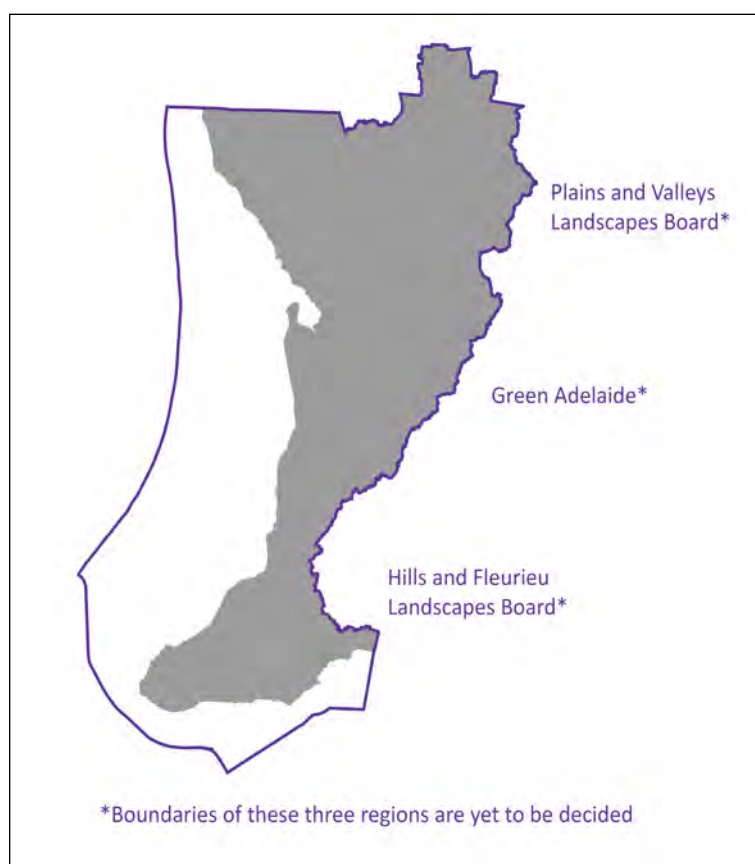 Plains and Valleys
Landscapes Board*
Green Adelaide*
Hills and Fleurieu
Landscapes Board*
*Boundaries of these three regions are yet to be decided